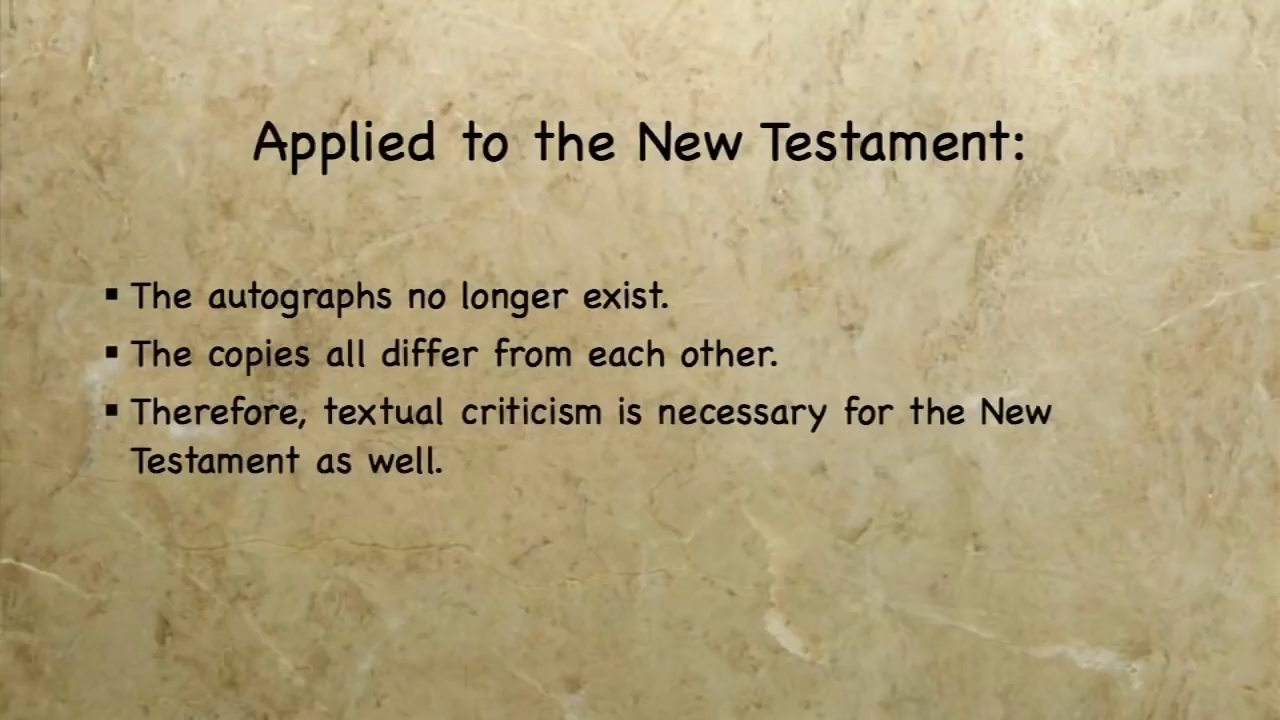 Applied to the New Testament:
▪ The autographs no longer exist.
▪ The copies all differ from each other.
▪ Therefore, textual criticism is necessary for the New
Testament as well.